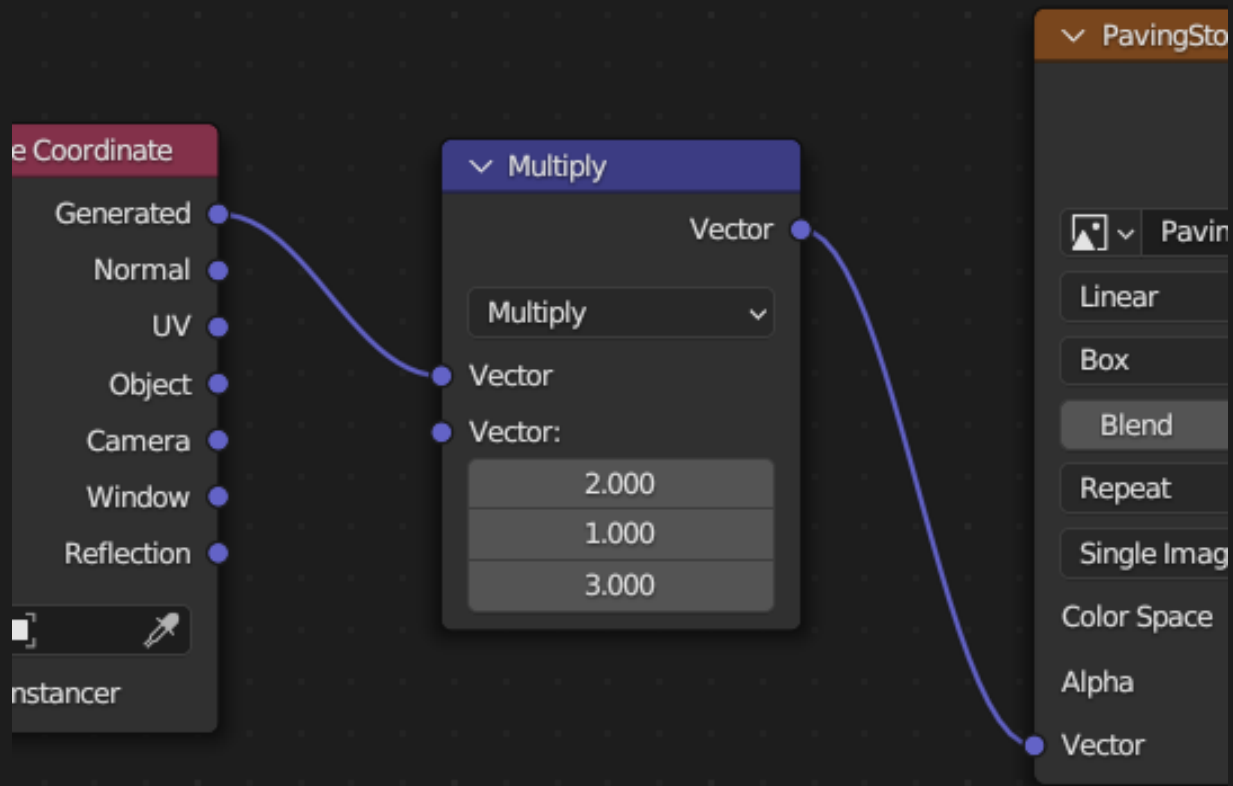 e Coordinate
Generated
Normal
UV
Object
Camera
Window
Reflection
nstancer
Multiply
Vector
Multiply
Vector
Vector:
2.000
1.000
3.000
PavingSto
Pavin
Linear
Box
Blend
Repeat
Single Imag
Color Space
Alpha
Vector